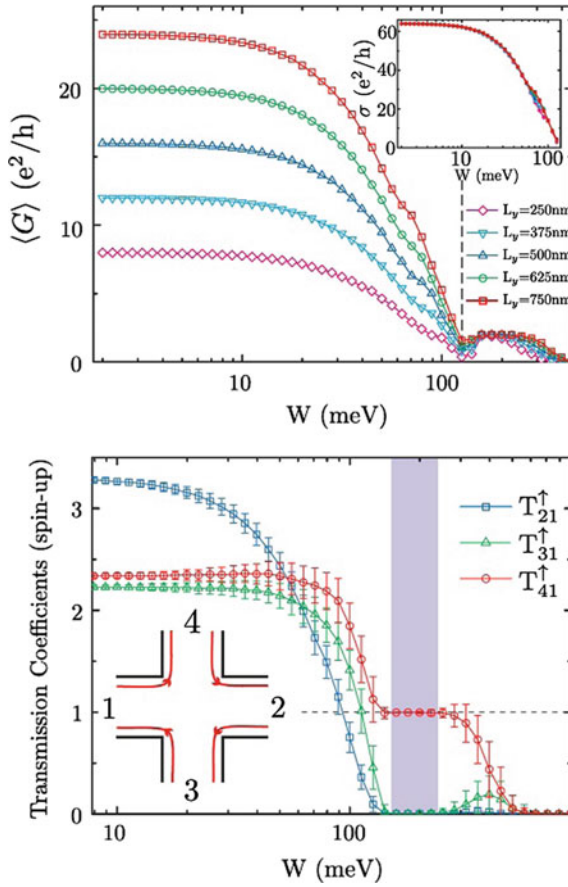 ⟨G⟩ (e²/h)
20
10
0
10
100
W (meV)
σ (e²/h)
60
40
20
0
10
100
W (meV)
L_y=250nm
L_y=375nm
L_y=500nm
L_y=625nm
L_y=750nm
Transmission Coefficients (spin-up)
3
2
1
0
10
100
W (meV)
T↑₂₁
T↑₃₁
T↑₄₁
4
1
2
3